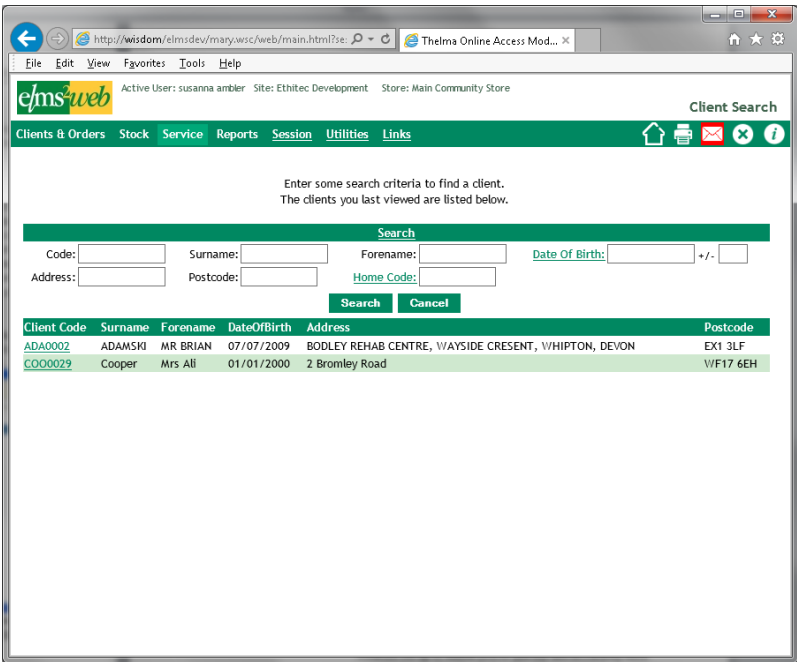 http://wisdom/elmsdev/mary.wsc/web/main.html?se: Thelma Online Access Mod...
File Edit View Favorites Tools Help
elms2web Active User: susanna ambler Site: Ethitec Development Store: Main Community Store
Client Search
Clients & Orders Stock Service Reports Session Utilities Links
Enter some search criteria to find a client.
The clients you last viewed are listed below.
Search
Code: Surname: Forename: Date Of Birth: +/-
Address: Postcode: Home Code:
Search Cancel
Client Code Surname Forename DateOfBirth Address Postcode
ADA0002 ADAMSKI MR BRIAN 07/07/2009 BODLEY REHAB CENTRE, WAYSIDE CRESENT, WHIPTON, DEVON EX1 3LF
COO0029 Cooper Mrs Ali 01/01/2000 2 Bromley Road WF17 6EH